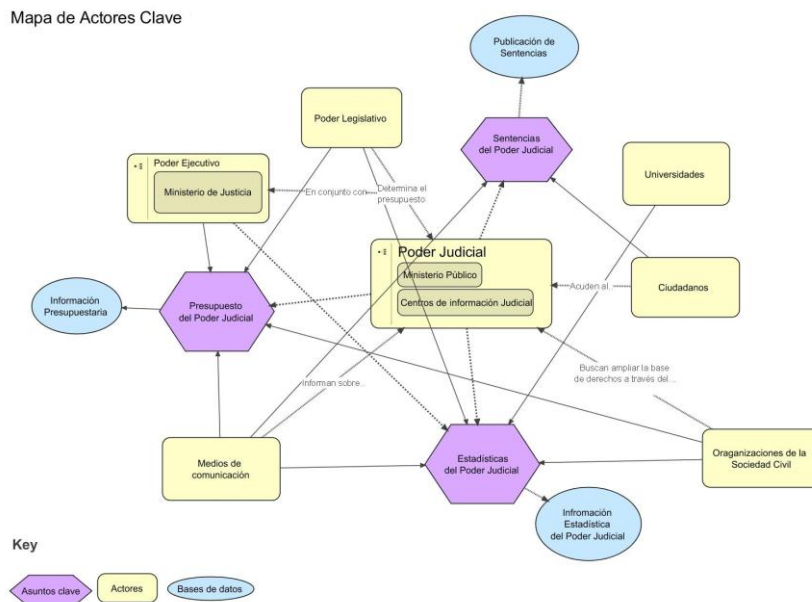 Mapa de Actores Clave
Publicación de
Sentencias
Poder Legislativo
Sentencias
del Poder Judicial
Poder Ejecutivo
Ministerio de Justicia
Universidades
En conjunto con
Determina el
presupuesto
Poder Judicial
Ministerio Público
Centros de información Judicial
Acuden al..
Ciudadanos
Información
Presupuestaria
Presupuesto
del Poder Judicial
Informan sobre..
Buscan ampliar la base
de derechos a través del...
Medios de
comunicación
Estadísticas
del Poder Judicial
Oraganizaciones de la
Sociedad Civil
Infromación
Estadística
del Poder Judicial
Key
Asuntos clave
Actores
Bases de datos